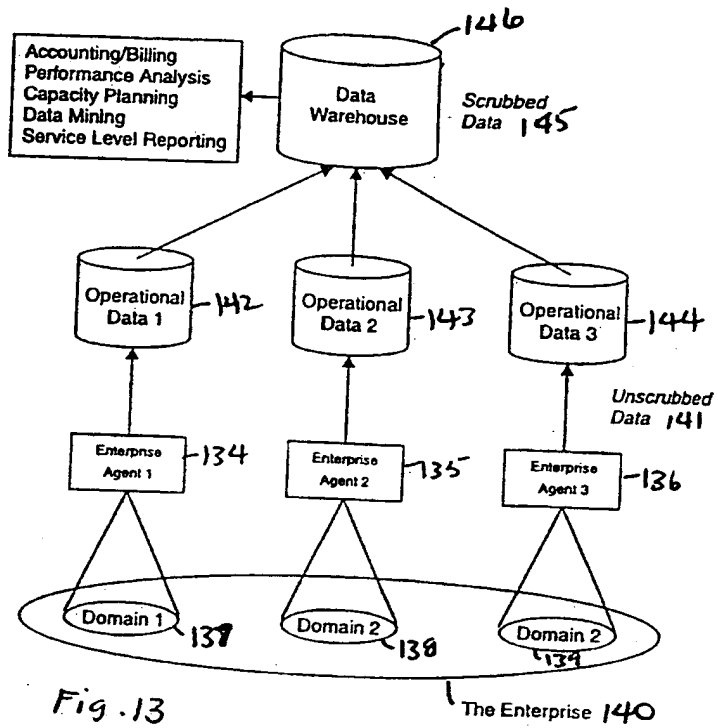 146
Accounting/Billing
Performance Analysis
Capacity Planning
Data Mining
Service Level Reporting
Data
Warehouse
Scrubbed
Data 145
Operational
Data 1
142
Operational
Data 2
143
Operational
Data 3
144
Unscrubbed
Data 141
Enterprise
Agent 1
134
Enterprise
Agent 2
135
Enterprise
Agent 3
136
Domain 1
Domain 2
Domain 2
138
139
Fig. 13
The Enterprise 140